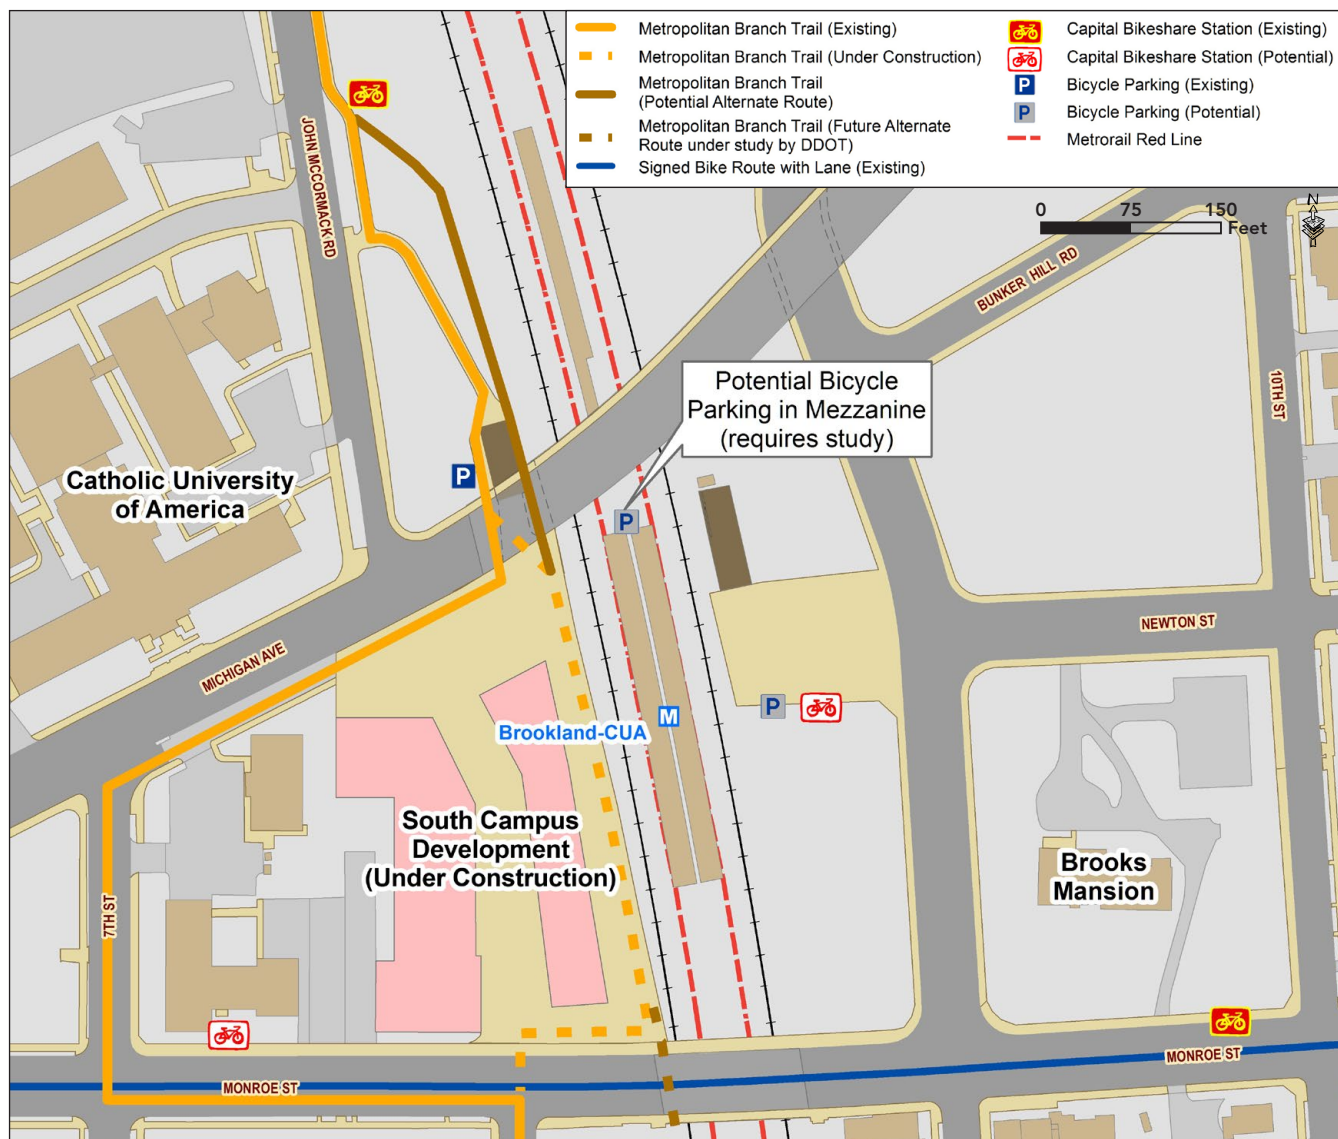 Metropolitan Branch Trail (Existing)
Metropolitan Branch Trail (Under Construction)
Metropolitan Branch Trail
(Potential Alternate Route)
Metropolitan Branch Trail (Future Alternate
Route under study by DDOT)
Signed Bike Route with Lane (Existing)
Capital Bikeshare Station (Existing)
Capital Bikeshare Station (Potential)
P Bicycle Parking (Existing)
P Bicycle Parking (Potential)
Metrorail Red Line
0 75 150
Feet
N
JOHN MCCORMACK RD
BUNKER HILL RD
10TH ST
Potential Bicycle
Parking in Mezzanine
(requires study)
Catholic University
of America
P
P
NEWTON ST
MICHIGAN AVE
P
M
Brookland-CUA
South Campus
Development
(Under Construction)
Brooks
Mansion
7TH ST
MONROE ST
MONROE ST